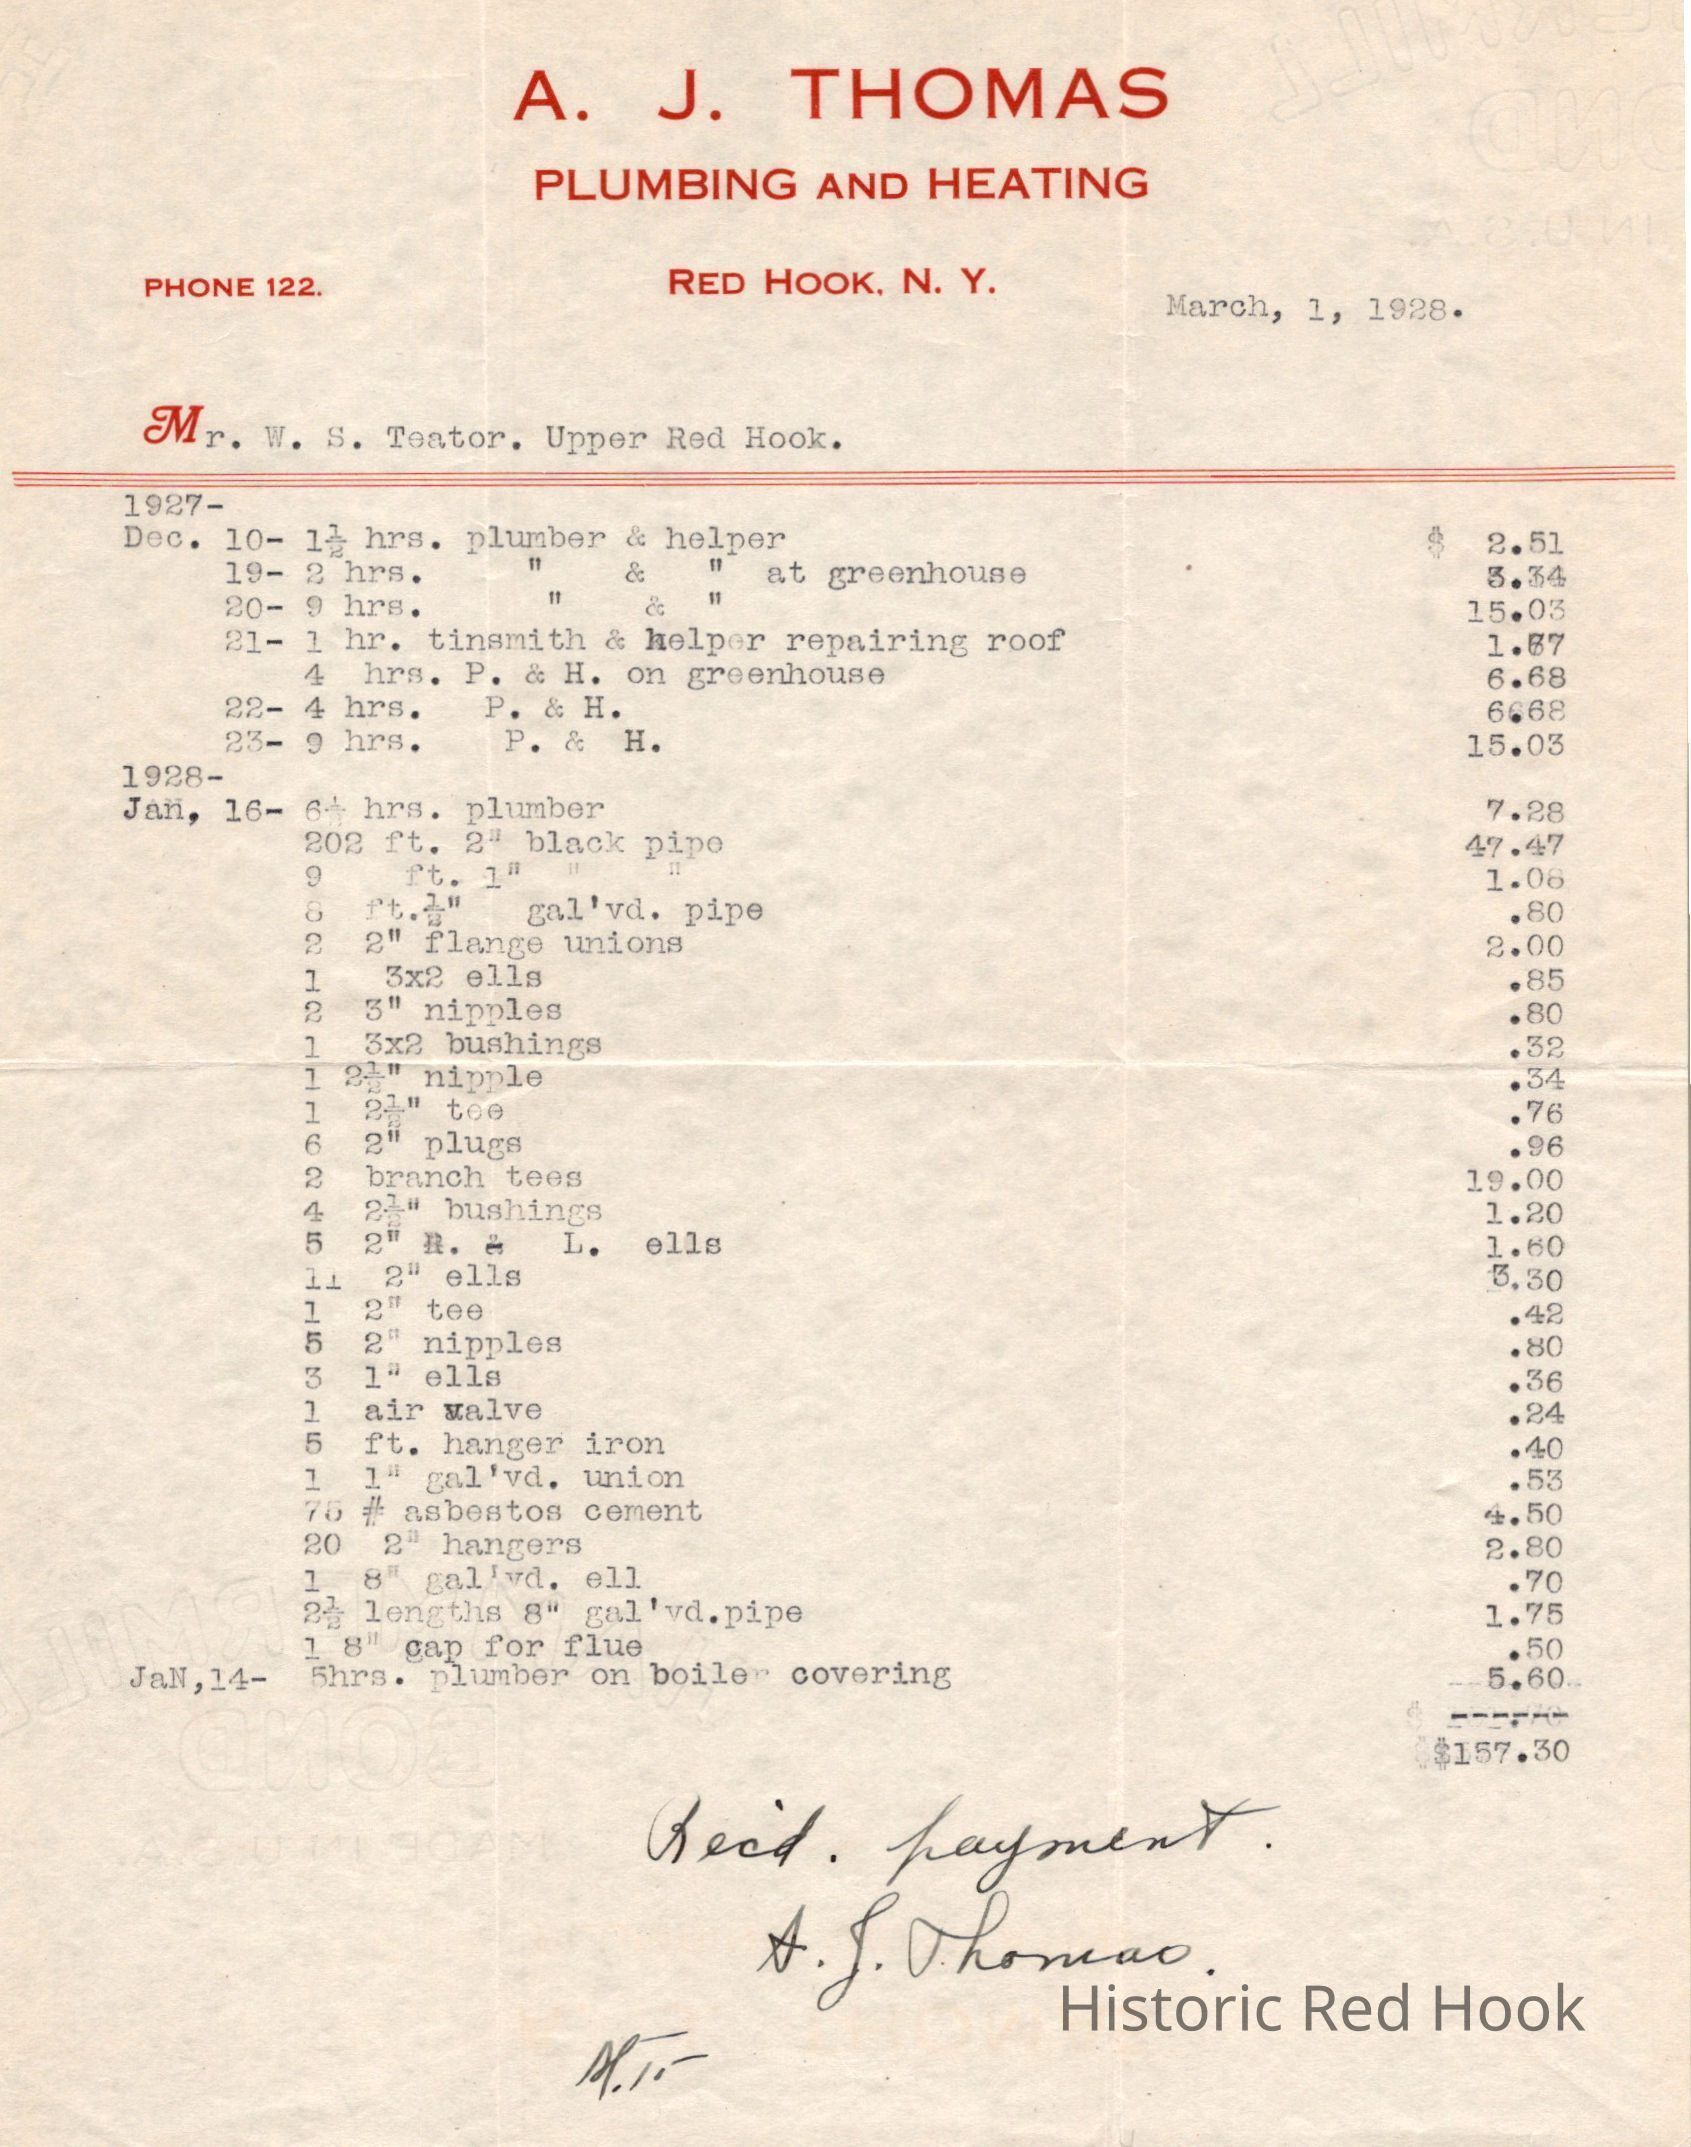 A. J. THOMAS
PLUMBING AND HEATING
PHONE 122.
RED HOOK, N. Y.
March, 1, 1928.
Mr. W. S. Teator. Upper Red Hook.
1927-
Dec. 10- 1½ hrs. plumber & helper $ 2.51
19- 2 hrs. " & " at greenhouse 3.34
20- 9 hrs. " & " 15.03
21- 1 hr. tinsmith & helper repairing roof 1.67
4 hrs. P. & H. on greenhouse 6.68
22- 4 hrs. P. & H. 6.68
23- 9 hrs. P. & H. 15.03
1928-
Jan, 16- hrs. plumber 7.28
202 ft. 2" black pipe 47.47
9 ft. 1" " " 1.08
8 ft.½" gal'vd. pipe .80
2 2" flange unions 2.00
1 3x2 ells .85
2 3" nipples .80
1 3x2 bushings .32
1 2½" nipple .34
1 2½" tee .76
6 2" plugs .96
2 branch tees 19.00
4 2½" bushings 1.20
5 2" R. & L. ells 1.60
11 2" ells 3.30
1 2" tee .42
5 2" nipples .80
3 1" ells .36
1 air valve .24
5 ft. hanger iron .40
1 1" gal'vd. union .53
75 # asbestos cement 4.50
20 2" hangers 2.80
1 8" gal'vd. ell .70
2½ lengths 8" gal'vd.pipe 1.75
1 8" cap for flue .50
JaN,14- 5hrs. plumber on boiler covering 5.60
$157.30
Rec'd. payment.
A. J. Thomas.
Historic Red Hook